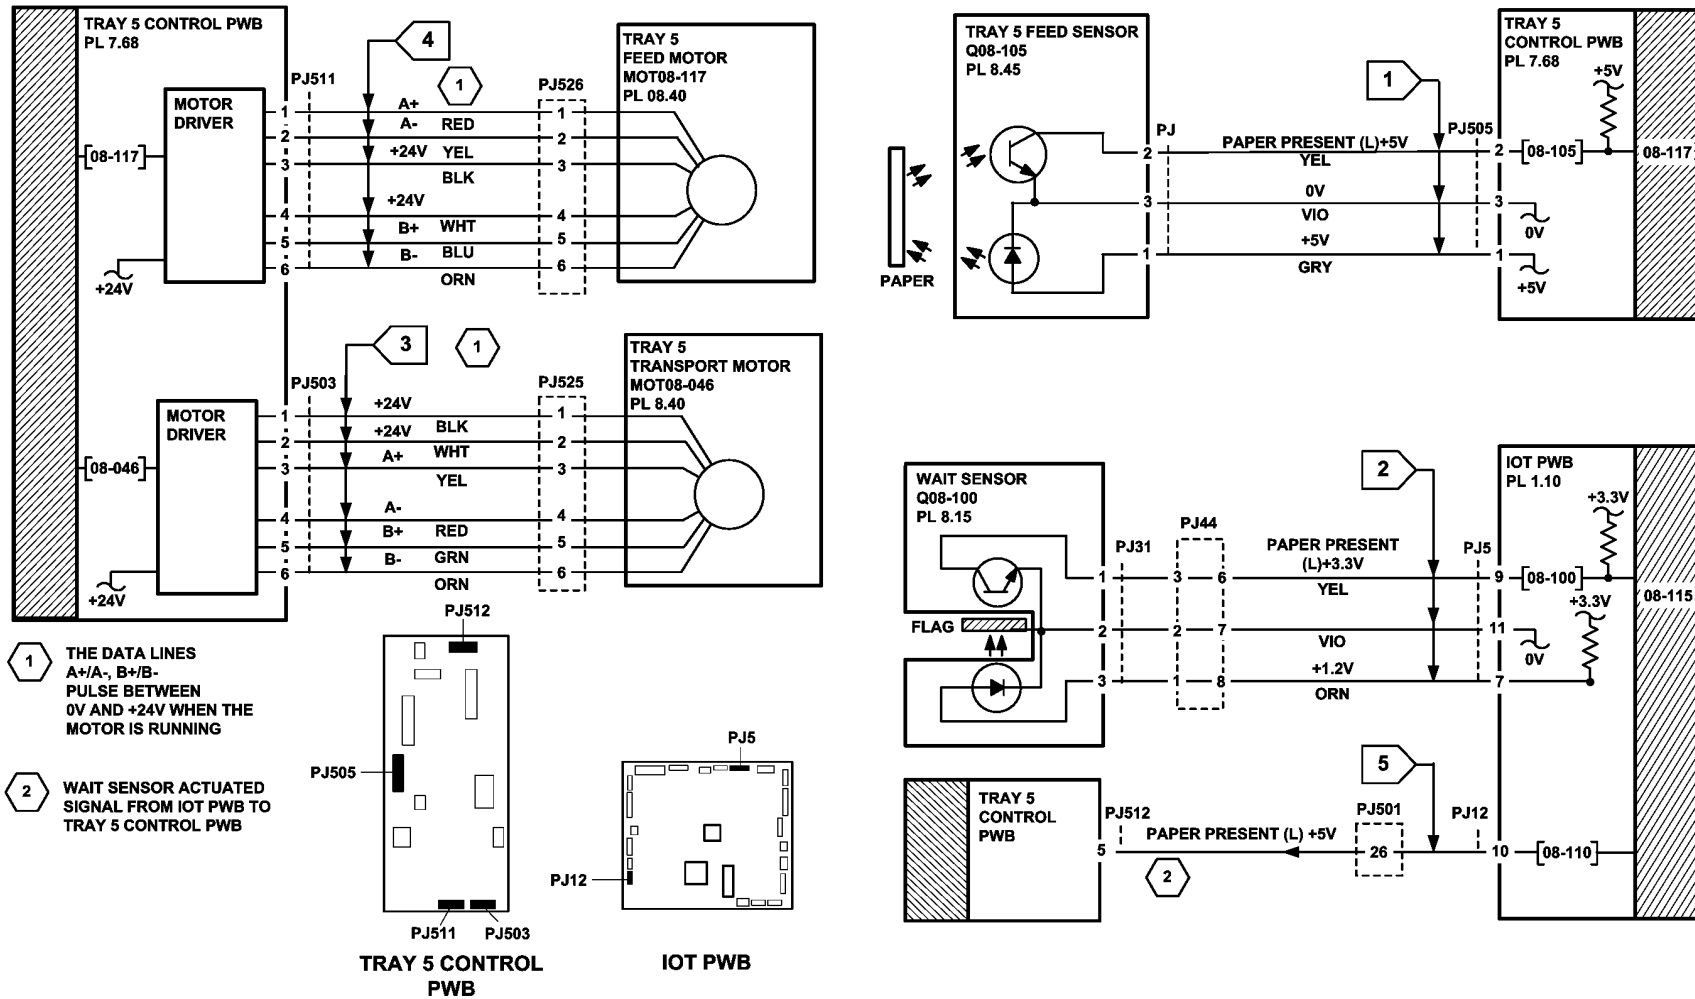 TRAY 5 CONTROL PWB
PL 7.68
MOTOR
DRIVER
[08-117]
+24V
PJ511
1
2
3
4
5
6
4
1
A+
A-
RED
+24V
YEL
BLK
+24V
B+
WHT
B-
BLU
ORN
PJ526
1
2
3
4
5
6
TRAY 5
FEED MOTOR
MOT08-117
PL 08.40
MOTOR
DRIVER
[08-046]
+24V
PJ503
1
2
3
4
5
6
3
1
+24V
BLK
+24V
WHT
A+
YEL
A-
RED
B+
GRN
B-
ORN
PJ525
1
2
3
4
5
6
TRAY 5
TRANSPORT MOTOR
MOT08-046
PL 8.40
1
THE DATA LINES
A+/A-, B+/B-
PULSE BETWEEN
0V AND +24V WHEN THE
MOTOR IS RUNNING
2
WAIT SENSOR ACTUATED
SIGNAL FROM IOT PWB TO
TRAY 5 CONTROL PWB
PJ512
PJ505
PJ511
PJ503
TRAY 5 CONTROL
PWB
PJ5
PJ12
IOT PWB
PAPER
TRAY 5 FEED SENSOR
Q08-105
PL 8.45
PJ
2
3
1
1
PAPER PRESENT (L)+5V
YEL
0V
VIO
+5V
GRY
PJ505
2
3
1
TRAY 5
CONTROL PWB
PL 7.68
+5V
[08-105]
08-117
0V
+5V
WAIT SENSOR
Q08-100
PL 8.15
FLAG
PJ31
1
2
3
PJ44
3
6
2
7
1
8
2
PAPER PRESENT
(L)+3.3V
YEL
VIO
+1.2V
ORN
PJ5
9
11
7
IOT PWB
PL 1.10
+3.3V
[08-100]
+3.3V
08-115
0V
TRAY 5
CONTROL
PWB
PJ512
5
PAPER PRESENT (L) +5V
2
5
PJ501
26
PJ12
10
[08-110]